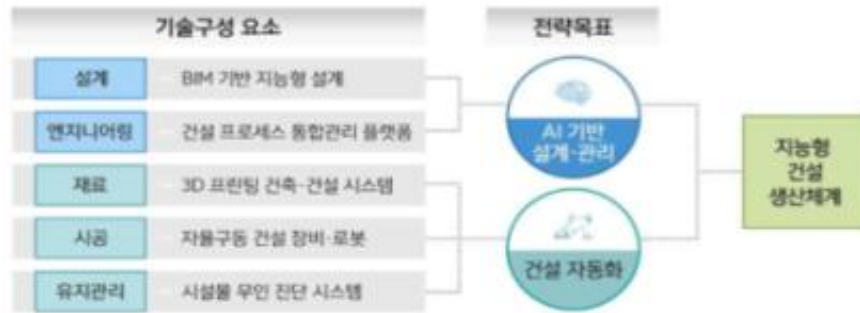 기술구성 요소
전략목표
설계
BIM 기반 지능형 설계
엔지니어링
건설 프로세스 통합관리 플랫폼
재료
3D 프린팅 건축·건설 시스템
시공
자율구동 건설 장비·로봇
유지관리
시설물 무인 진단 시스템
AI 기반
설계·관리
건설 자동화
지능형
건설
생산체계